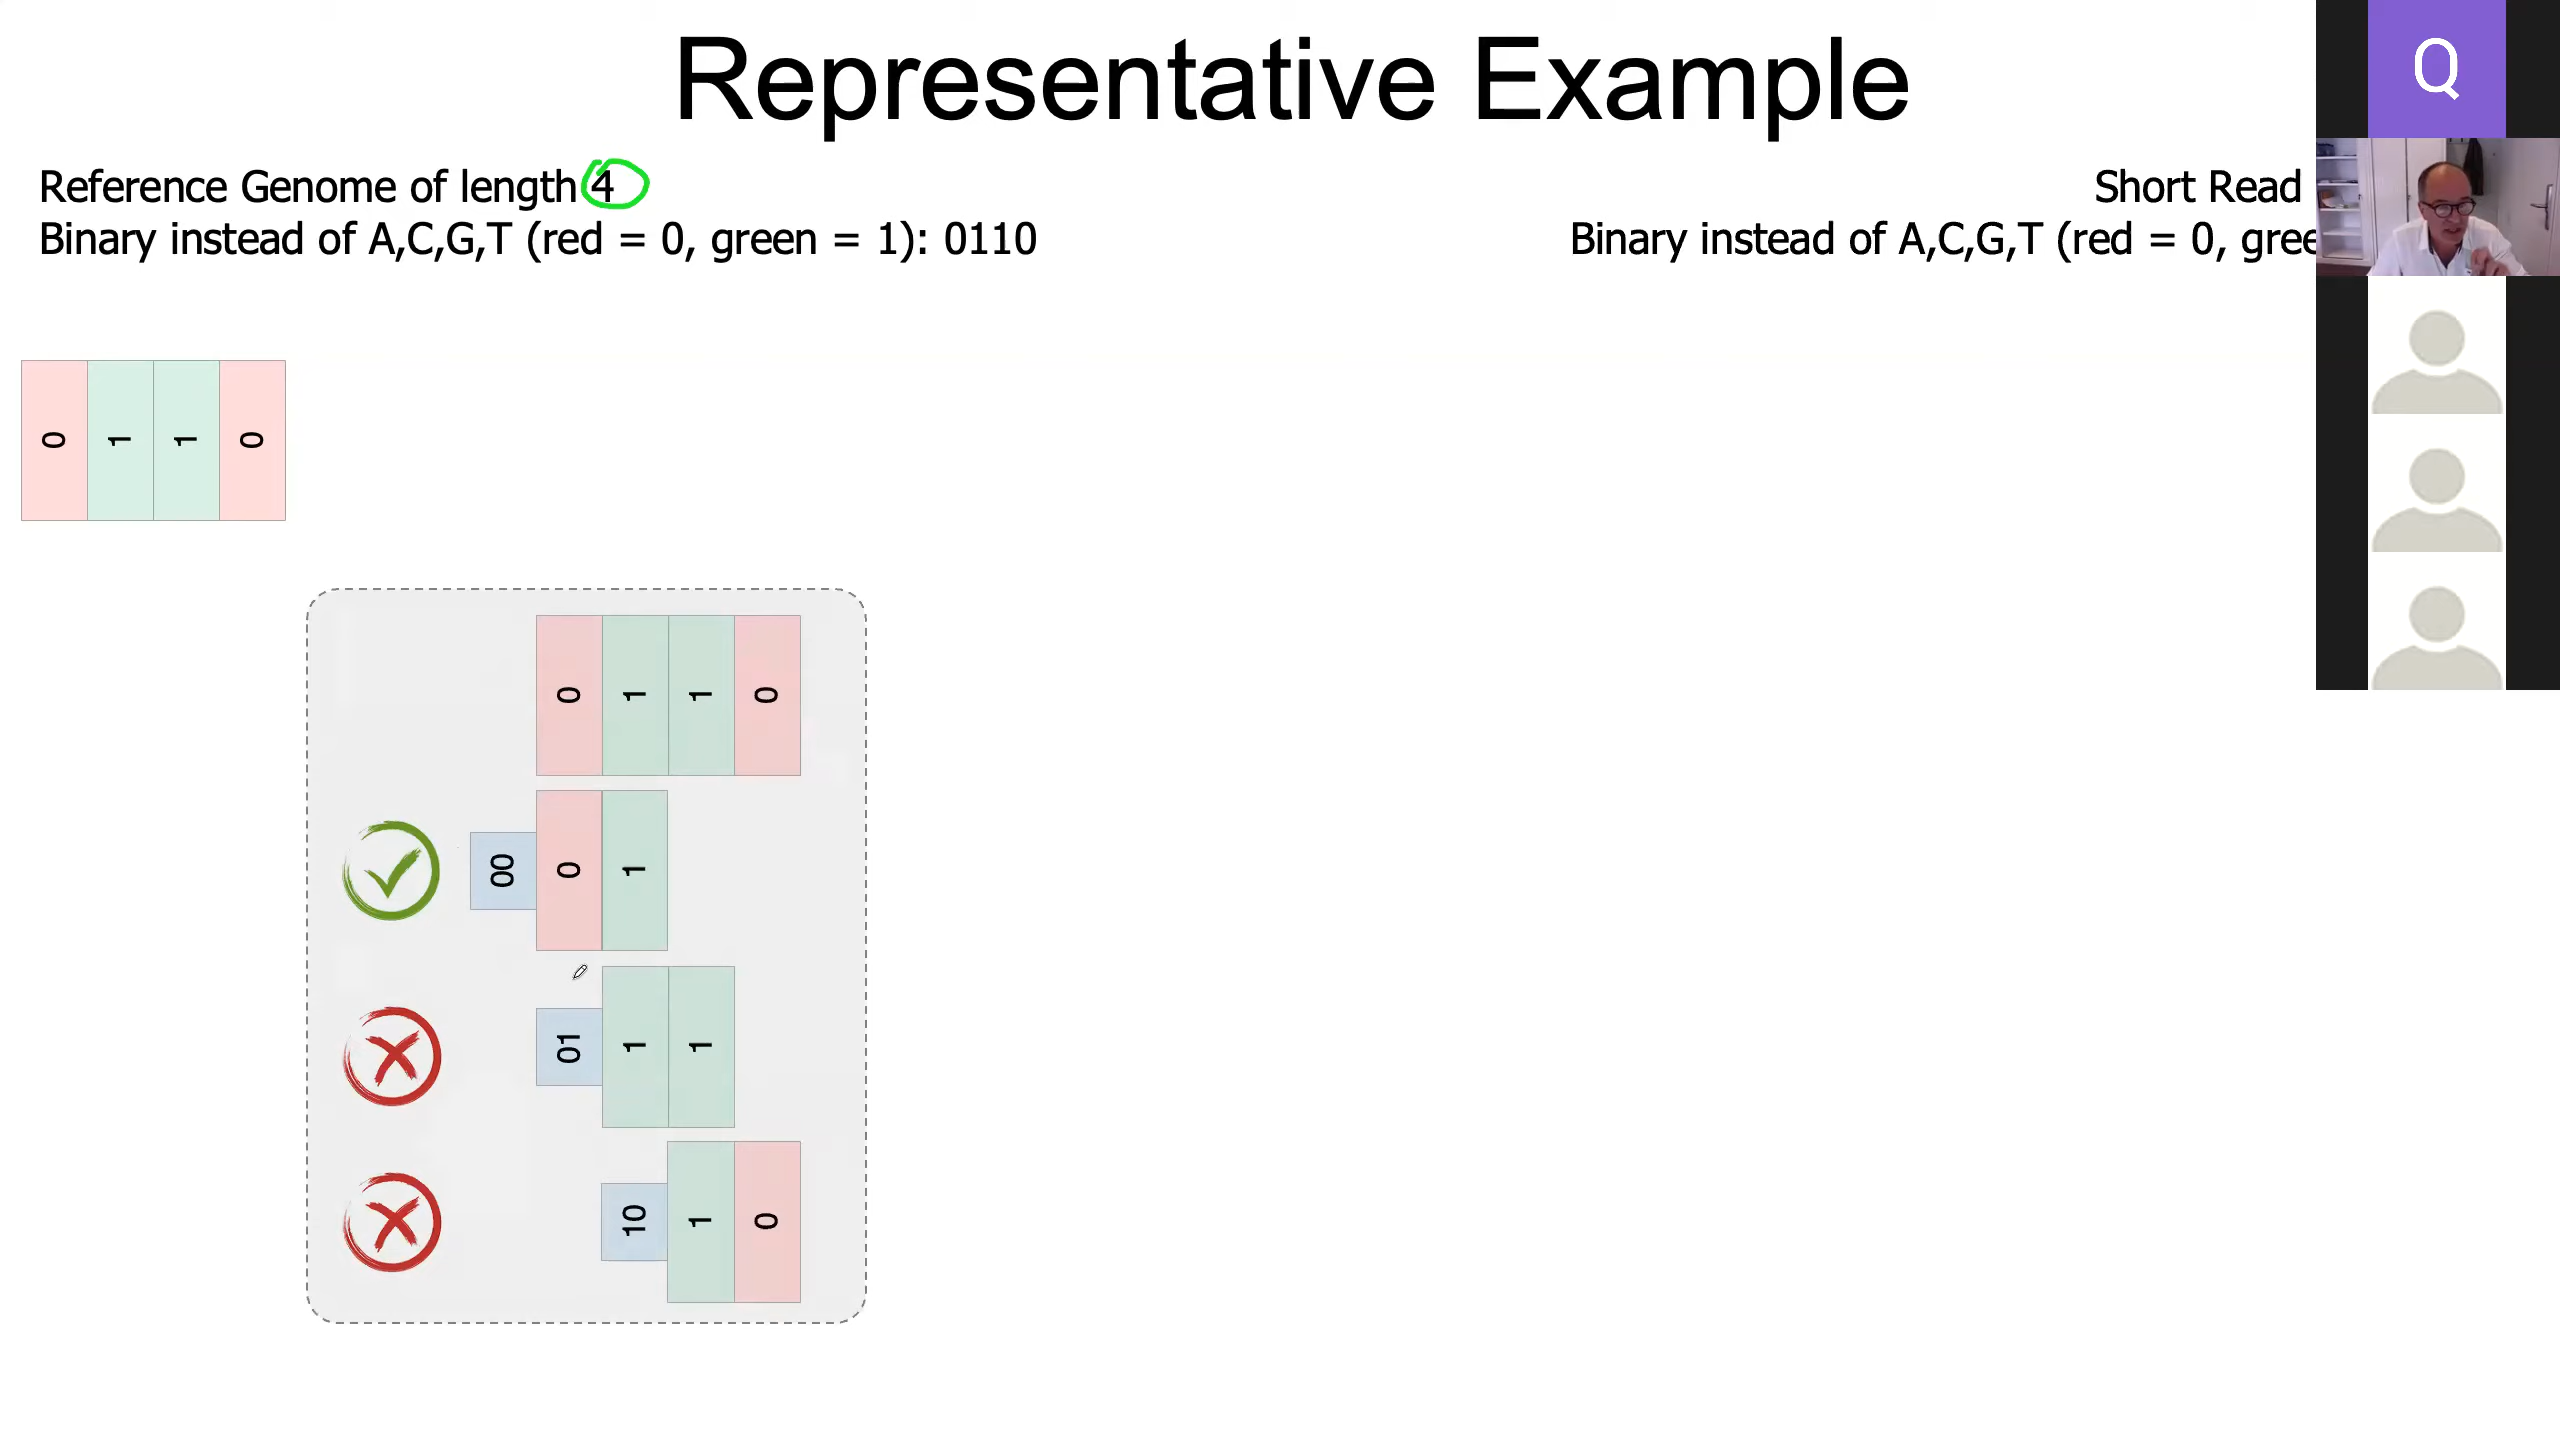 Representative Example
Q
Reference Genome of length 4
Short Read
Binary instead of A,C,G,T (red = 0, green = 1): 0110
Binary instead of A,C,G,T (red = 0, gree
0 1 1 0
0 1 1 0
00 0 1
01 1 1
10 1 0